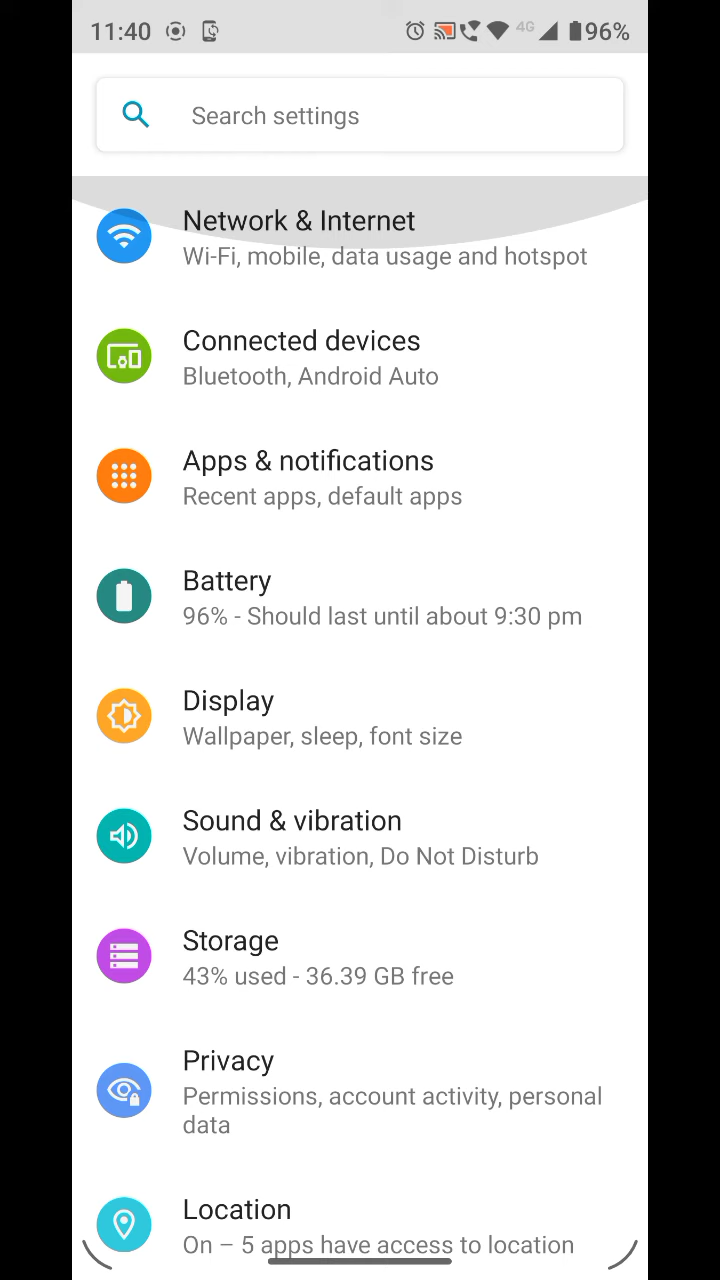 11:40 4G 96%
Search settings
Network & Internet
Wi-Fi, mobile, data usage and hotspot
Connected devices
Bluetooth, Android Auto
Apps & notifications
Recent apps, default apps
Battery
96% - Should last until about 9:30 pm
Display
Wallpaper, sleep, font size
Sound & vibration
Volume, vibration, Do Not Disturb
Storage
43% used - 36.39 GB free
Privacy
Permissions, account activity, personal
data
Location
On – 5 apps have access to location